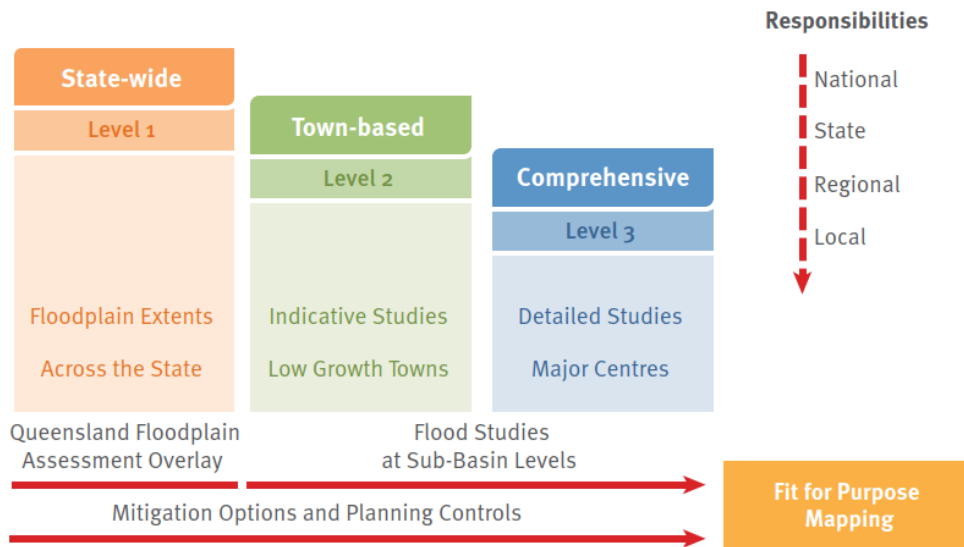 Responsibilities
National
State
Regional
Local
State-wide
Level 1
Floodplain Extents
Across the State
Town-based
Level 2
Indicative Studies
Low Growth Towns
Comprehensive
Level 3
Detailed Studies
Major Centres
Queensland Floodplain
Assessment Overlay
Flood Studies
at Sub-Basin Levels
Mitigation Options and Planning Controls
Fit for Purpose
Mapping